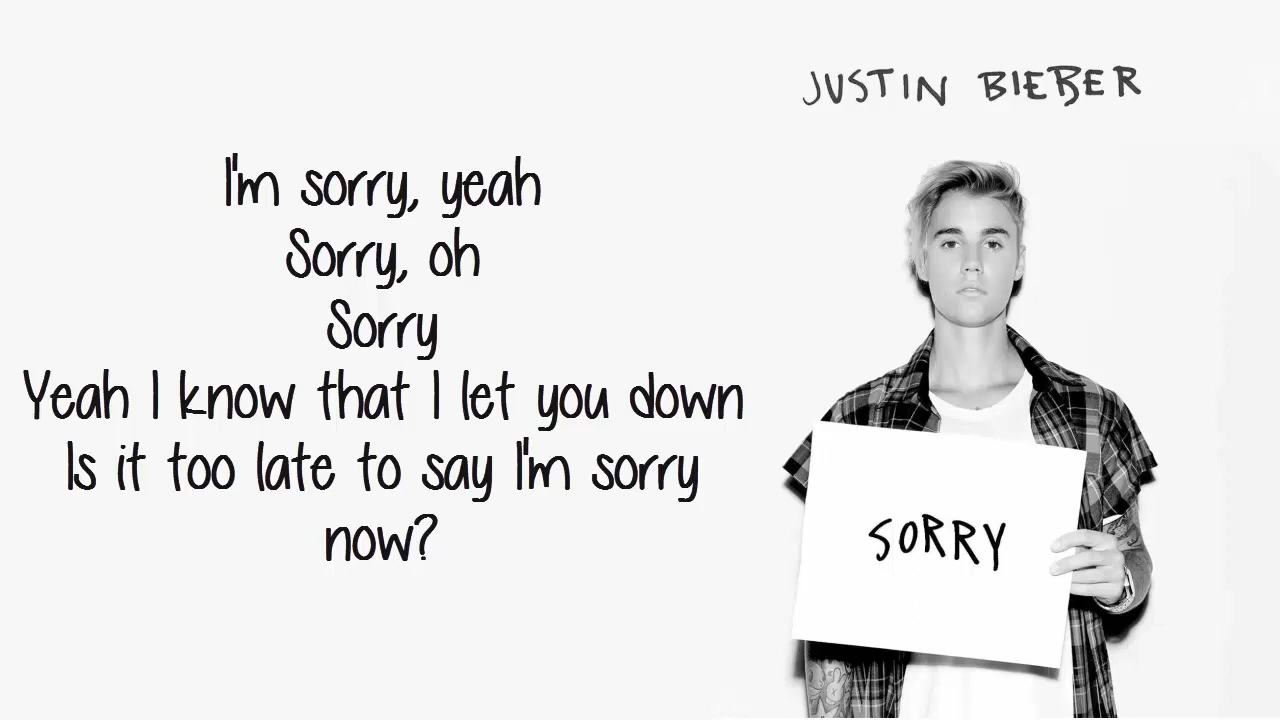 JUSTIN BIEBER
I'm sorry, yeah
Sorry, oh
Sorry
Yeah I know that I let you down
Is it too late to say I'm sorry
now?
SORRY